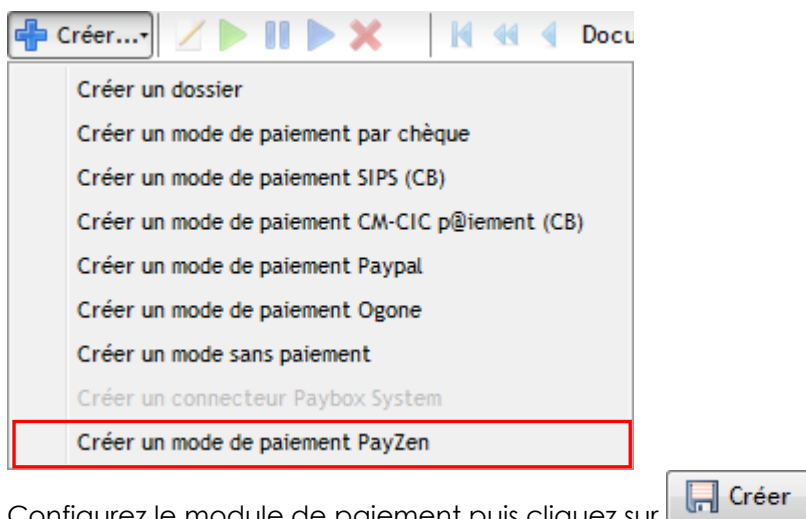 Créer... Docu
Créer un dossier
Créer un mode de paiement par chèque
Créer un mode de paiement SIPS (CB)
Créer un mode de paiement CM-CIC p@iement (CB)
Créer un mode de paiement Paypal
Créer un mode de paiement Ogone
Créer un mode sans paiement
Créer un connecteur Paybox System
Créer un mode de paiement PayZen
Configurez le module de paiement puis cliquez sur Créer